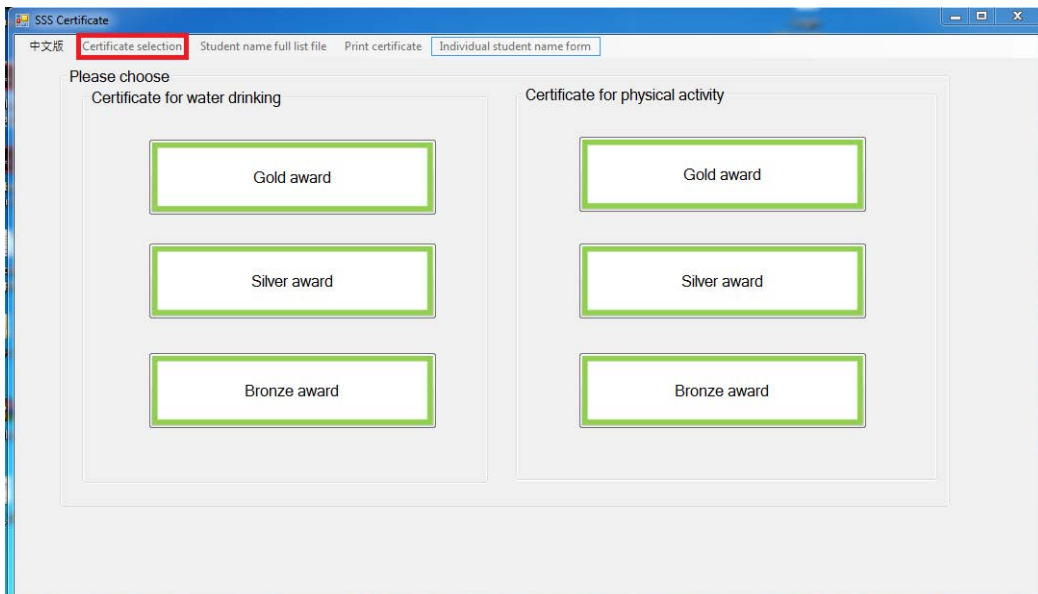 SSS Certificate
中文版 Certificate selection Student name full list file Print certificate Individual student name form
Please choose
Certificate for water drinking
Gold award
Silver award
Bronze award
Certificate for physical activity
Gold award
Silver award
Bronze award